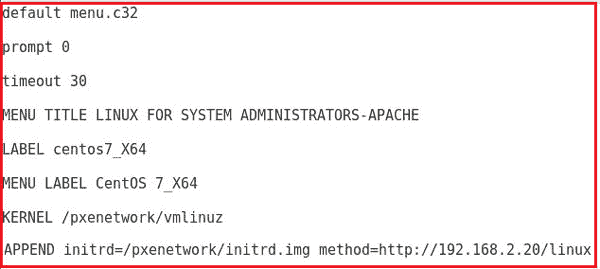 default menu.c32
prompt 0
timeout 30
MENU TITLE LINUX FOR SYSTEM ADMINISTRATORS-APACHE
LABEL centos7_X64
MENU LABEL CentOS 7_X64
KERNEL /pxenetwork/vmlinuz
APPEND initrd=/pxenetwork/initrd.img method=http://192.168.2.20/linux